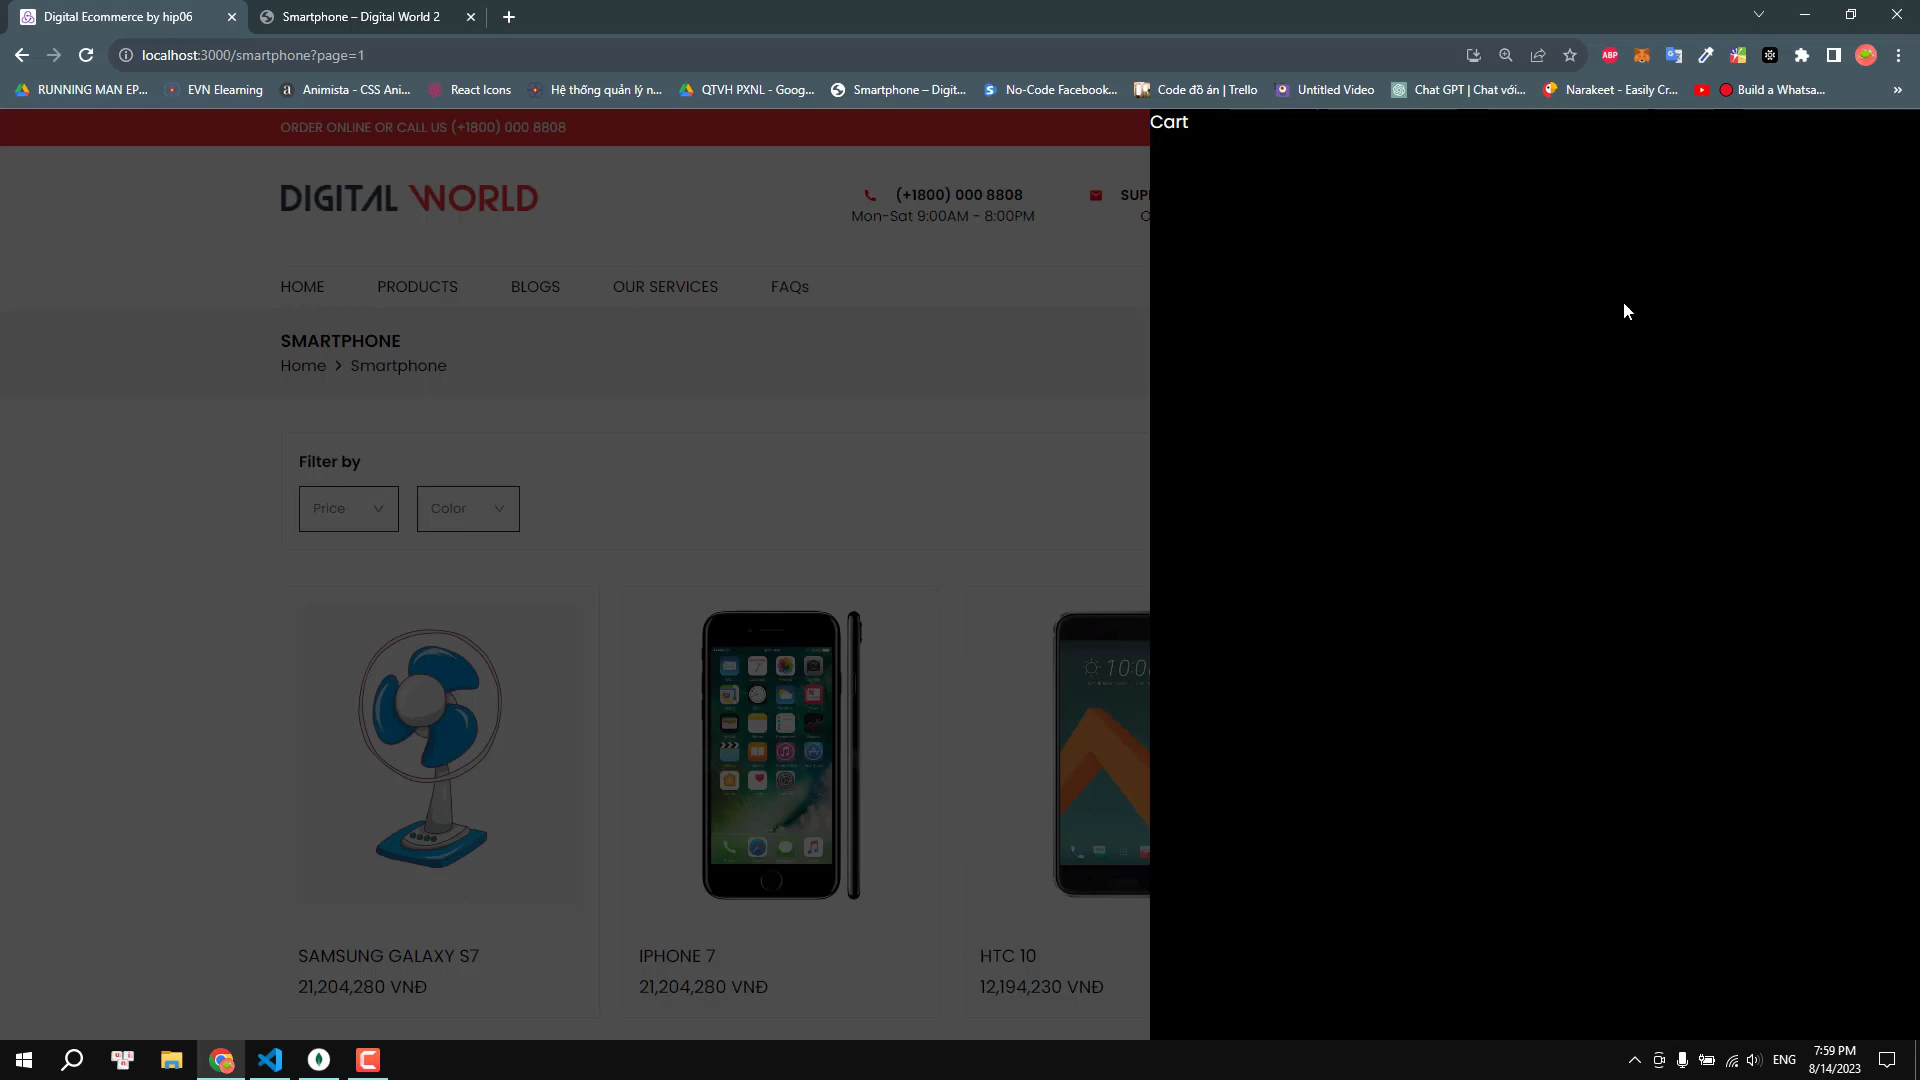 Digital Ecommerce by hip06
Smartphone – Digital World 2
localhost:3000/smartphone?page=1
ABP
RUNNING MAN EP...
EVN Elearning
Animista - CSS Ani...
React Icons
Hệ thống quản lý n...
QTVH PXNL - Goog...
Smartphone – Digit...
No-Code Facebook...
Code đồ án | Trello
Untitled Video
Chat GPT | Chat với...
Narakeet - Easily Cr...
Build a Whatsa...
»
ORDER ONLINE OR CALL US (+1800) 000 8808
Cart
DIGITAL WORLD
(+1800) 000 8808
Mon-Sat 9:00AM - 8:00PM
SUP
O
HOME
PRODUCTS
BLOGS
OUR SERVICES
FAQs
SMARTPHONE
Home > Smartphone
Filter by
Price
Color
10:0
SAMSUNG GALAXY S7
21,204,280 VNĐ
IPHONE 7
21,204,280 VNĐ
HTC 10
12,194,230 VNĐ
ENG
7:59 PM
8/14/2023